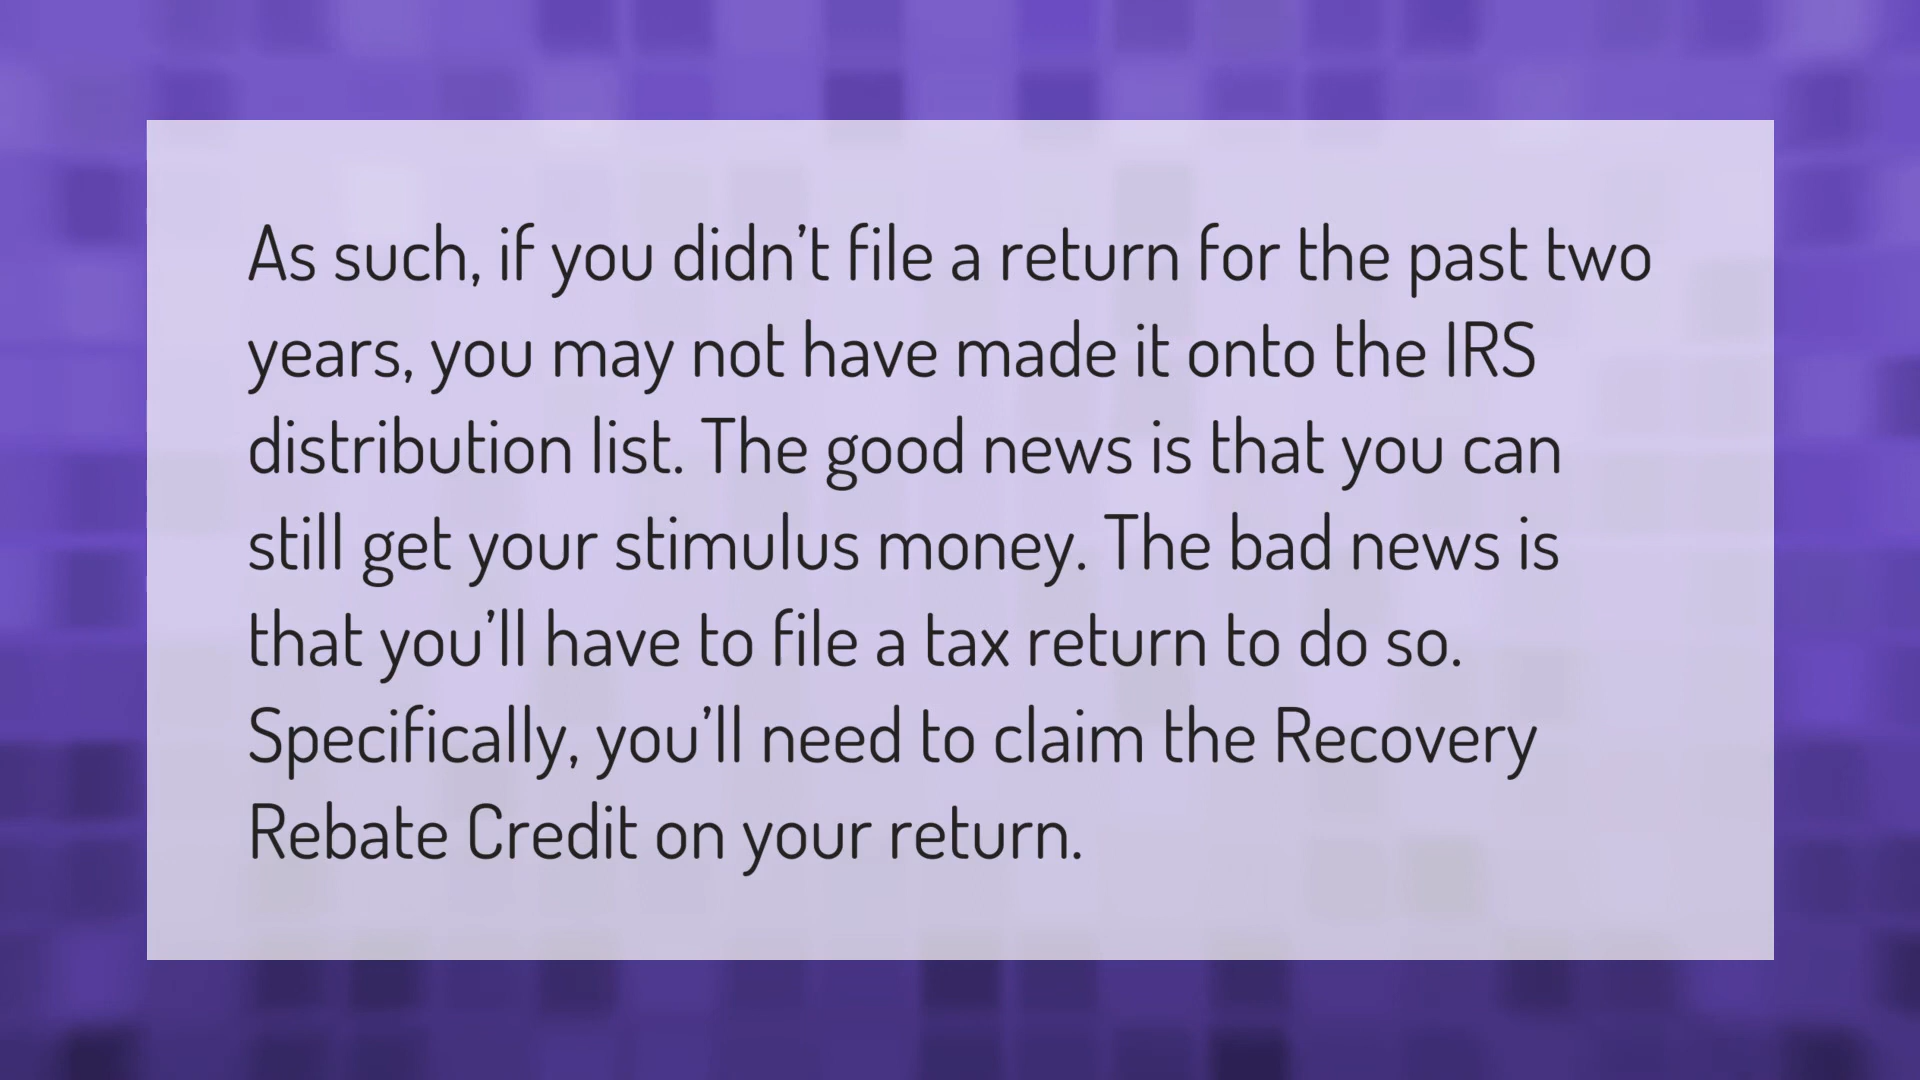 As such, if you didn't file a return for the past two
years, you may not have made it onto the IRS
distribution list. The good news is that you can
still get your stimulus money. The bad news is
that you'll have to file a tax return to do so.
Specifically, you'll need to claim the Recovery
Rebate Credit on your return.